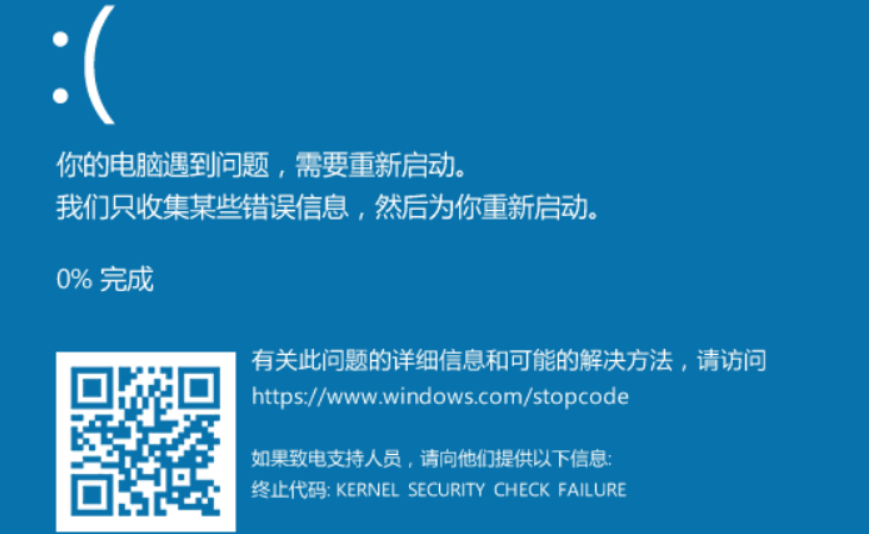 :(
你的电脑遇到问题，需要重新启动。
我们只收集某些错误信息，然后为你重新启动。
0% 完成
有关此问题的详细信息和可能的解决方法，请访问
https://www.windows.com/stopcode
如果致电支持人员，请向他们提供以下信息:
终止代码: KERNEL SECURITY CHECK FAILURE